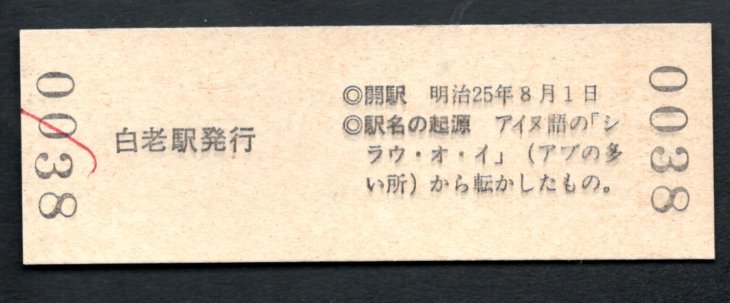 0038
白老駅発行
◎開駅 明治25年8月1日
◎駅名の起源 アイヌ語の「シ
ラウ・オ・イ」(アブの多
い所)から転かしたもの。
0038